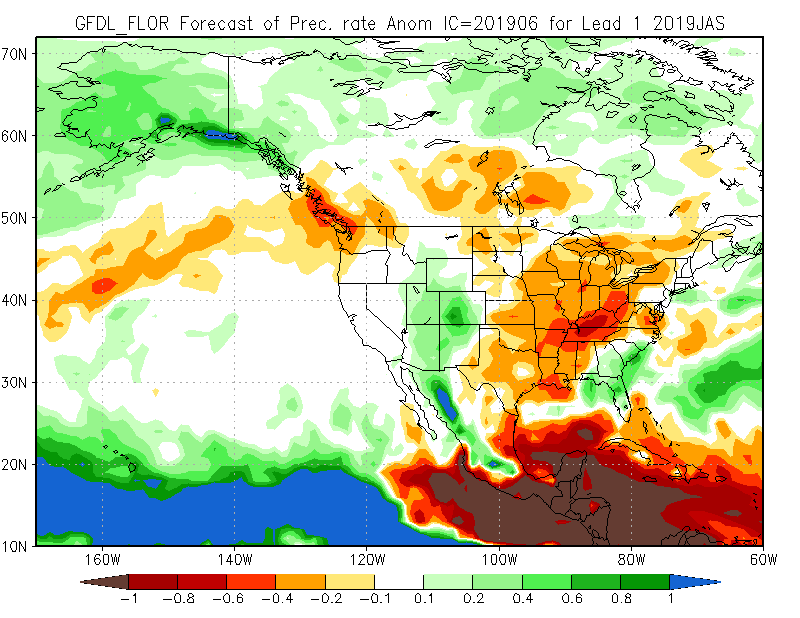 GFDL_FLOR Forecast of Prec. rate Anom IC=201906 for Lead 1 2019JAS
70N
60N
50N
40N
30N
20N
10N
160W 140W 120W 100W 80W 60W
-1 -0.8 -0.6 -0.4 -0.2 -0.1 0.1 0.2 0.4 0.6 0.8 1